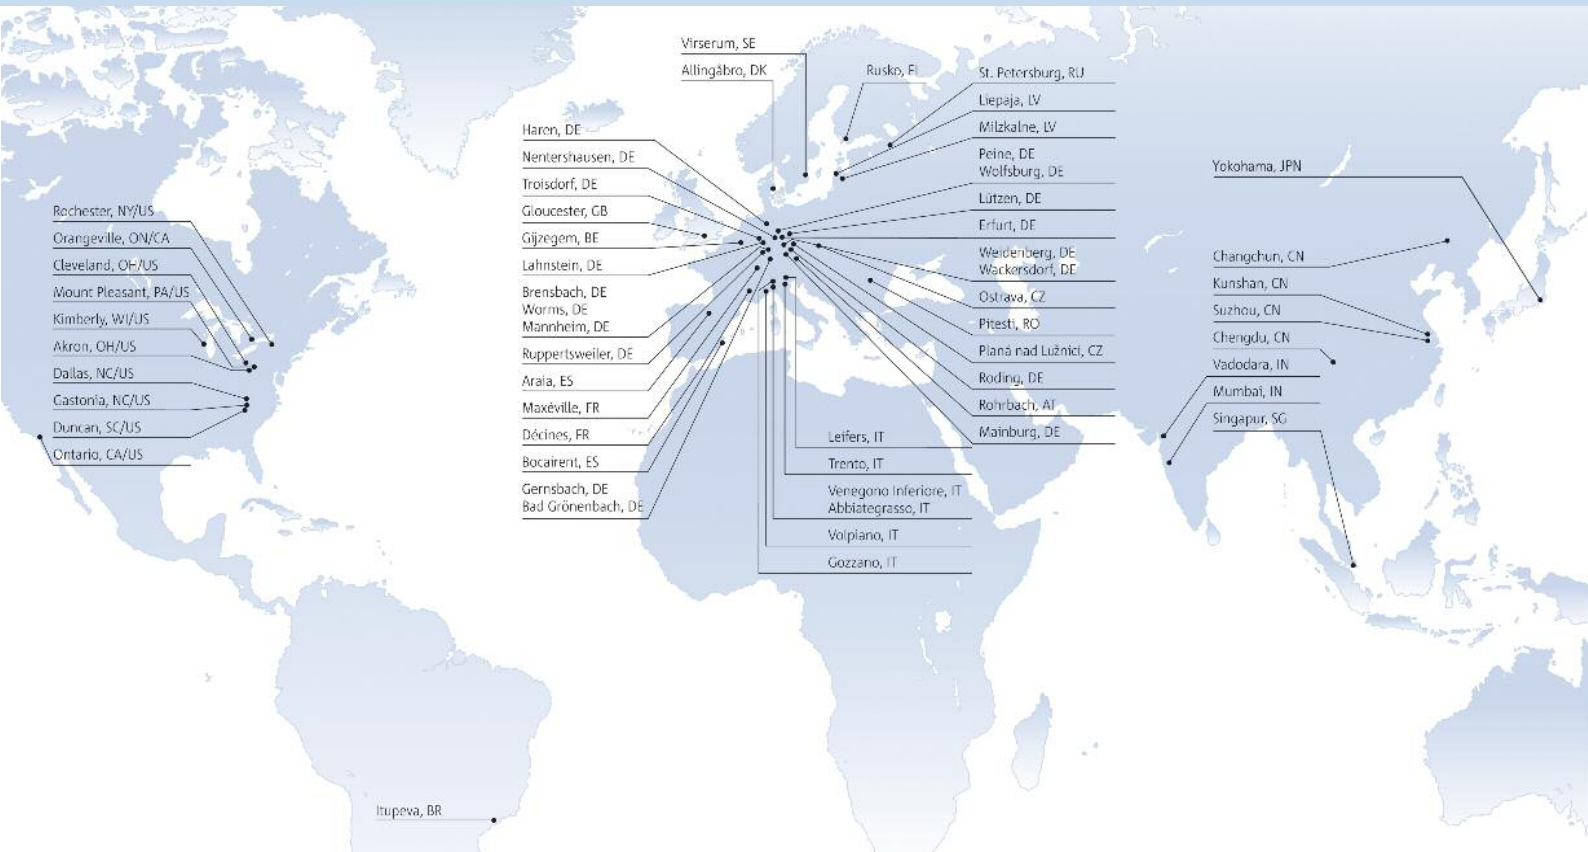 Virserum, SE
Allingåbro, DK
Rusko, FI
St. Petersburg, RU
Liepāja, LV
Milzkalne, LV
Peine, DE
Wolfsburg, DE
Lützen, DE
Erfurt, DE
Weidenberg, DE
Wackersdorf, DE
Ostrava, CZ
Pitesti, RO
Planá nad Lužnicí, CZ
Roding, DE
Rohrbach, AT
Mainburg, DE
Haren, DE
Nentershausen, DE
Troisdorf, DE
Gloucester, GB
Gijzegem, BE
Lahnstein, DE
Brensbach, DE
Worms, DE
Mannheim, DE
Ruppertsweiler, DE
Araia, ES
Maxéville, FR
Décines, FR
Bocairent, ES
Gernsbach, DE
Bad Grönenbach, DE
Leifers, IT
Trento, IT
Venegono Inferiore, IT
Abbiategrasso, IT
Volpiano, IT
Gozzano, IT
Rochester, NY/US
Orangeville, ON/CA
Cleveland, OH/US
Mount Pleasant, PA/US
Kimberly, WI/US
Akron, OH/US
Dallas, NC/US
Gastonia, NC/US
Duncan, SC/US
Ontario, CA/US
Yokohama, JPN
Changchun, CN
Kunshan, CN
Suzhou, CN
Chengdu, CN
Vadodara, IN
Mumbai, IN
Singapur, SG
Itupeva, BR